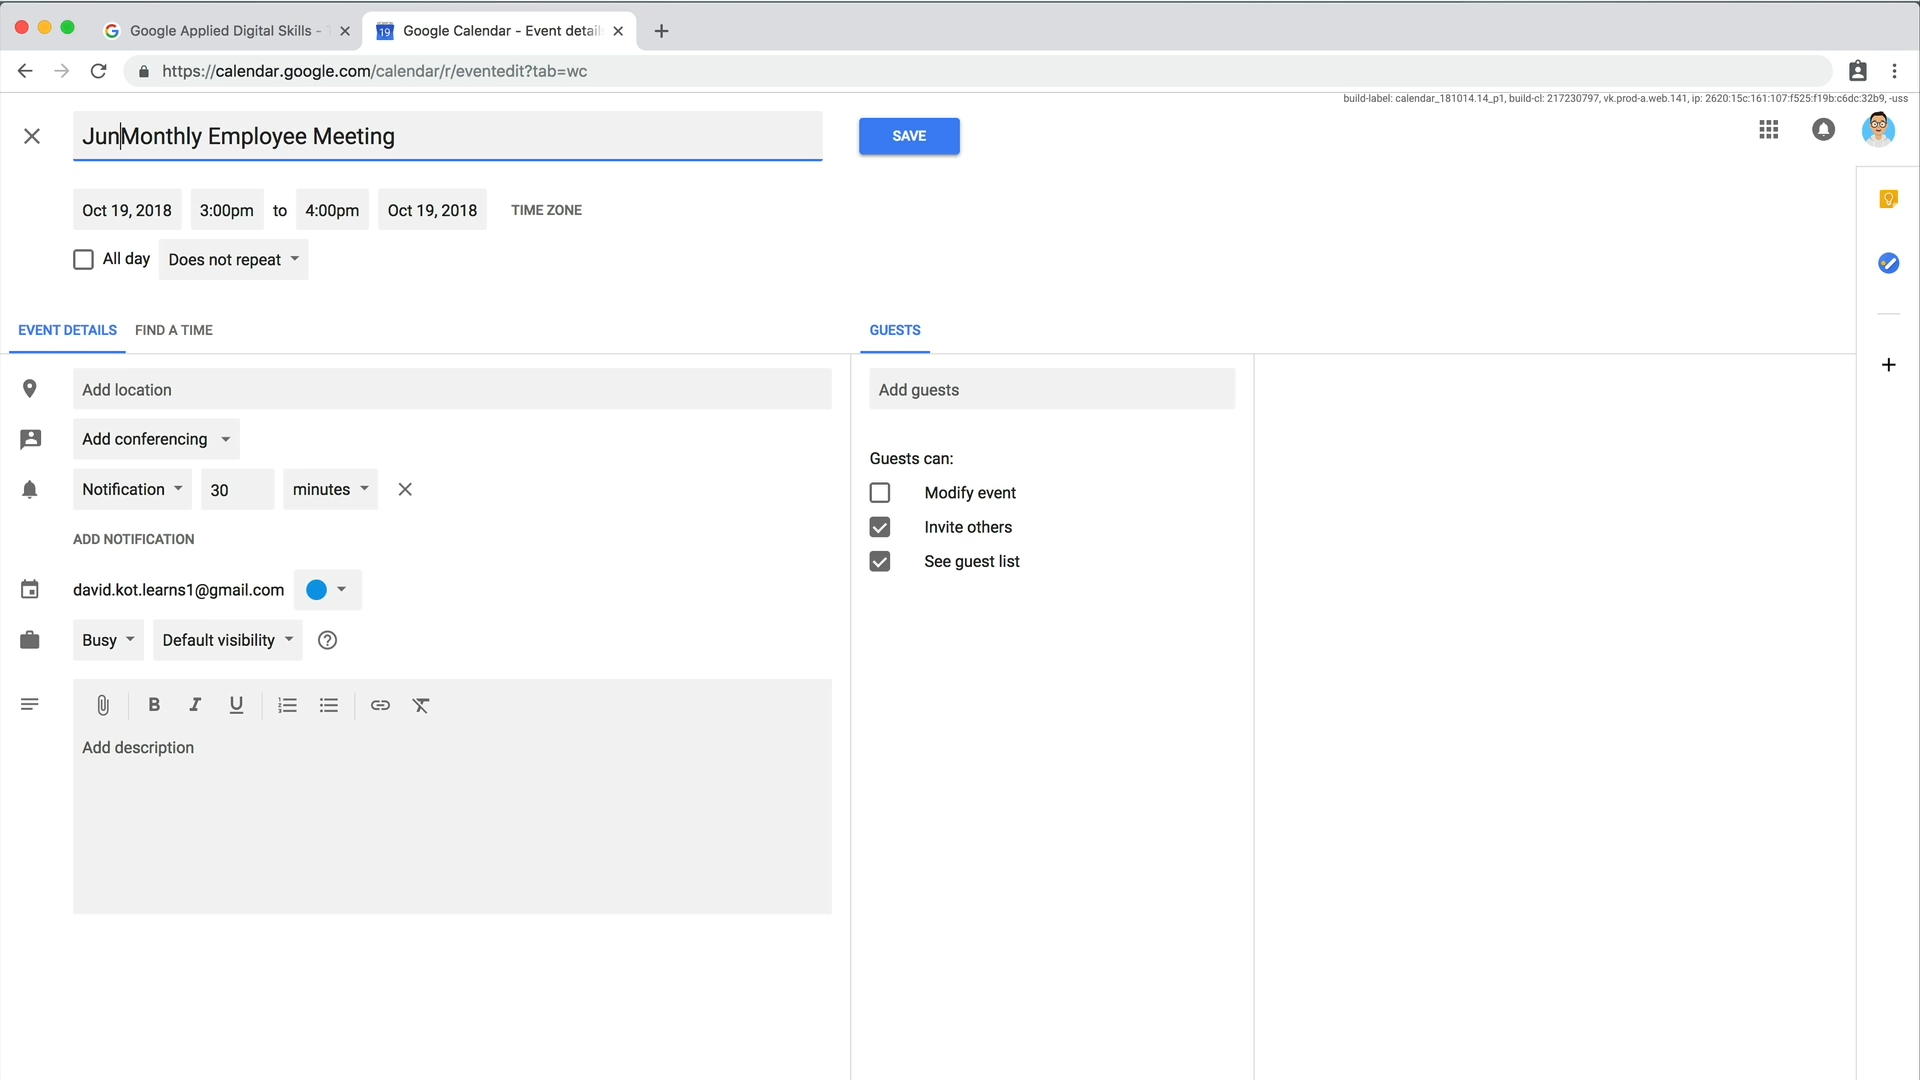 Google Applied Digital Skills -
Google Calendar - Event detail
https://calendar.google.com/calendar/r/eventedit?tab=wc
build-label: calendar_181014.14_p1, build-cl: 217230797, vk.prod-a.web.141, ip: 2620:15c:161:107:f525:f19b:c6dc:32b9, -uss
JunMonthly Employee Meeting
SAVE
Oct 19, 2018 3:00pm to 4:00pm Oct 19, 2018 TIME ZONE
All day Does not repeat
EVENT DETAILS FIND A TIME
GUESTS
Add location
Add conferencing
Notification 30 minutes
ADD NOTIFICATION
david.kot.learns1@gmail.com
Busy Default visibility
Add description
Add guests
Guests can:
Modify event
Invite others
See guest list